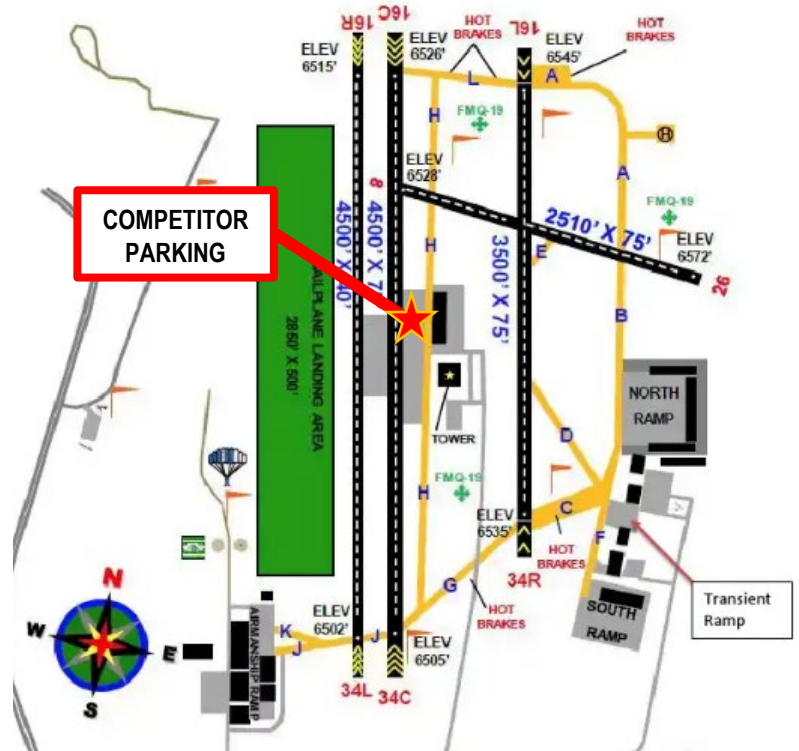 16R
16C
16L
HOT
BRAKES
HOT
BRAKES
ELEV
6515'
ELEV
6526'
ELEV
6545'
L
A
H
FMQ-19
H
ELEV
6528'
A
COMPETITOR
PARKING
8
4500' X
4500' X 7
2510' X 75'
FMQ-19
ELEV
6572'
26
H
E
3500' X 75'
AILPLANE LANDING AREA
2850' X 500'
B
TOWER
NORTH
RAMP
D
FMQ-19
H
C
ELEV
6535'
HOT
BRAKES
F
34R
G
HOT
BRAKES
SOUTH
RAMP
Transient
Ramp
N
W
E
S
AIRMANSHIP RAMP
K
J
J
ELEV
6502'
ELEV
6505'
34L
34C